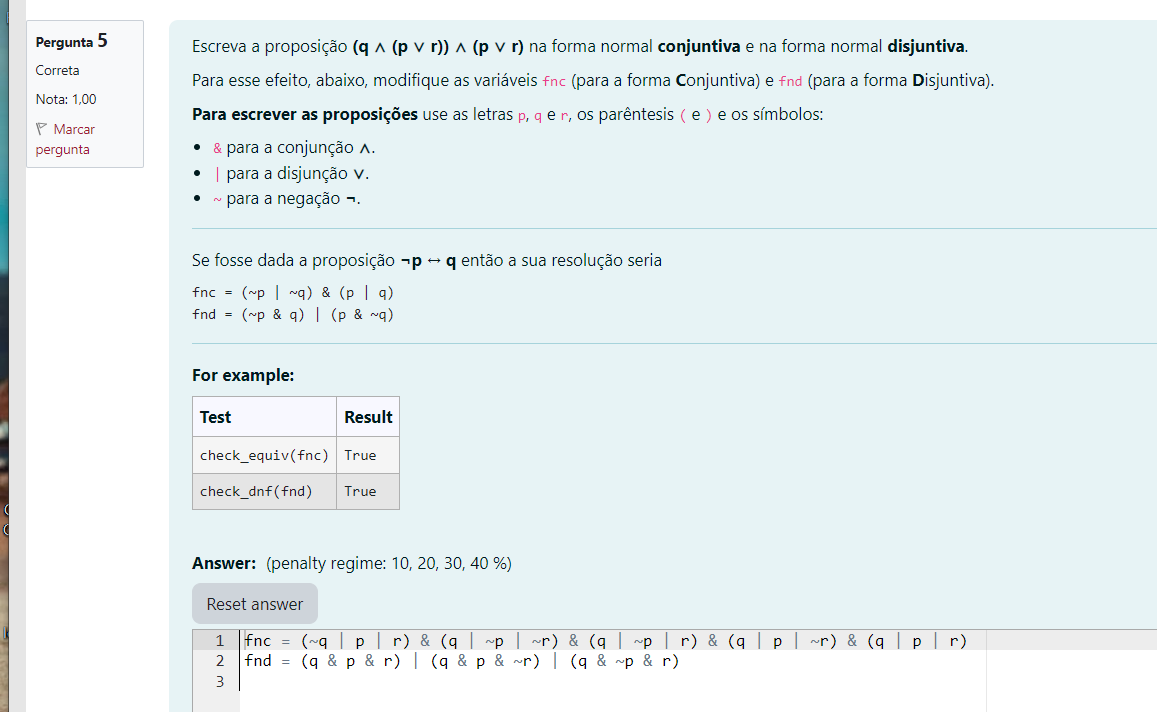 Pergunta 5
Correta
Nota: 1,00
Marcar
pergunta
Escreva a proposição (q ∧ (p ∨ r)) ∧ (p ∨ r) na forma normal conjuntiva e na forma normal disjuntiva.
Para esse efeito, abaixo, modifique as variáveis fnc (para a forma Conjuntiva) e fnd (para a forma Disjuntiva).
Para escrever as proposições use as letras p, q e r, os parêntesis ( e ) e os símbolos:
• & para a conjunção ∧.
• | para a disjunção ∨.
• ~ para a negação ¬.
Se fosse dada a proposição ¬p ↔ q então a sua resolução seria
fnc = (~p | ~q) & (p | q)
fnd = (~p & q) | (p & ~q)
For example:
Test Result
check_equiv(fnc) True
check_dnf(fnd) True
Answer: (penalty regime: 10, 20, 30, 40 %)
Reset answer
1 fnc = (~q | p | r) & (q | ~p | ~r) & (q | ~p | r) & (q | p | ~r) & (q | p | r)
2 fnd = (q & p & r) | (q & p & ~r) | (q & ~p & r)
3